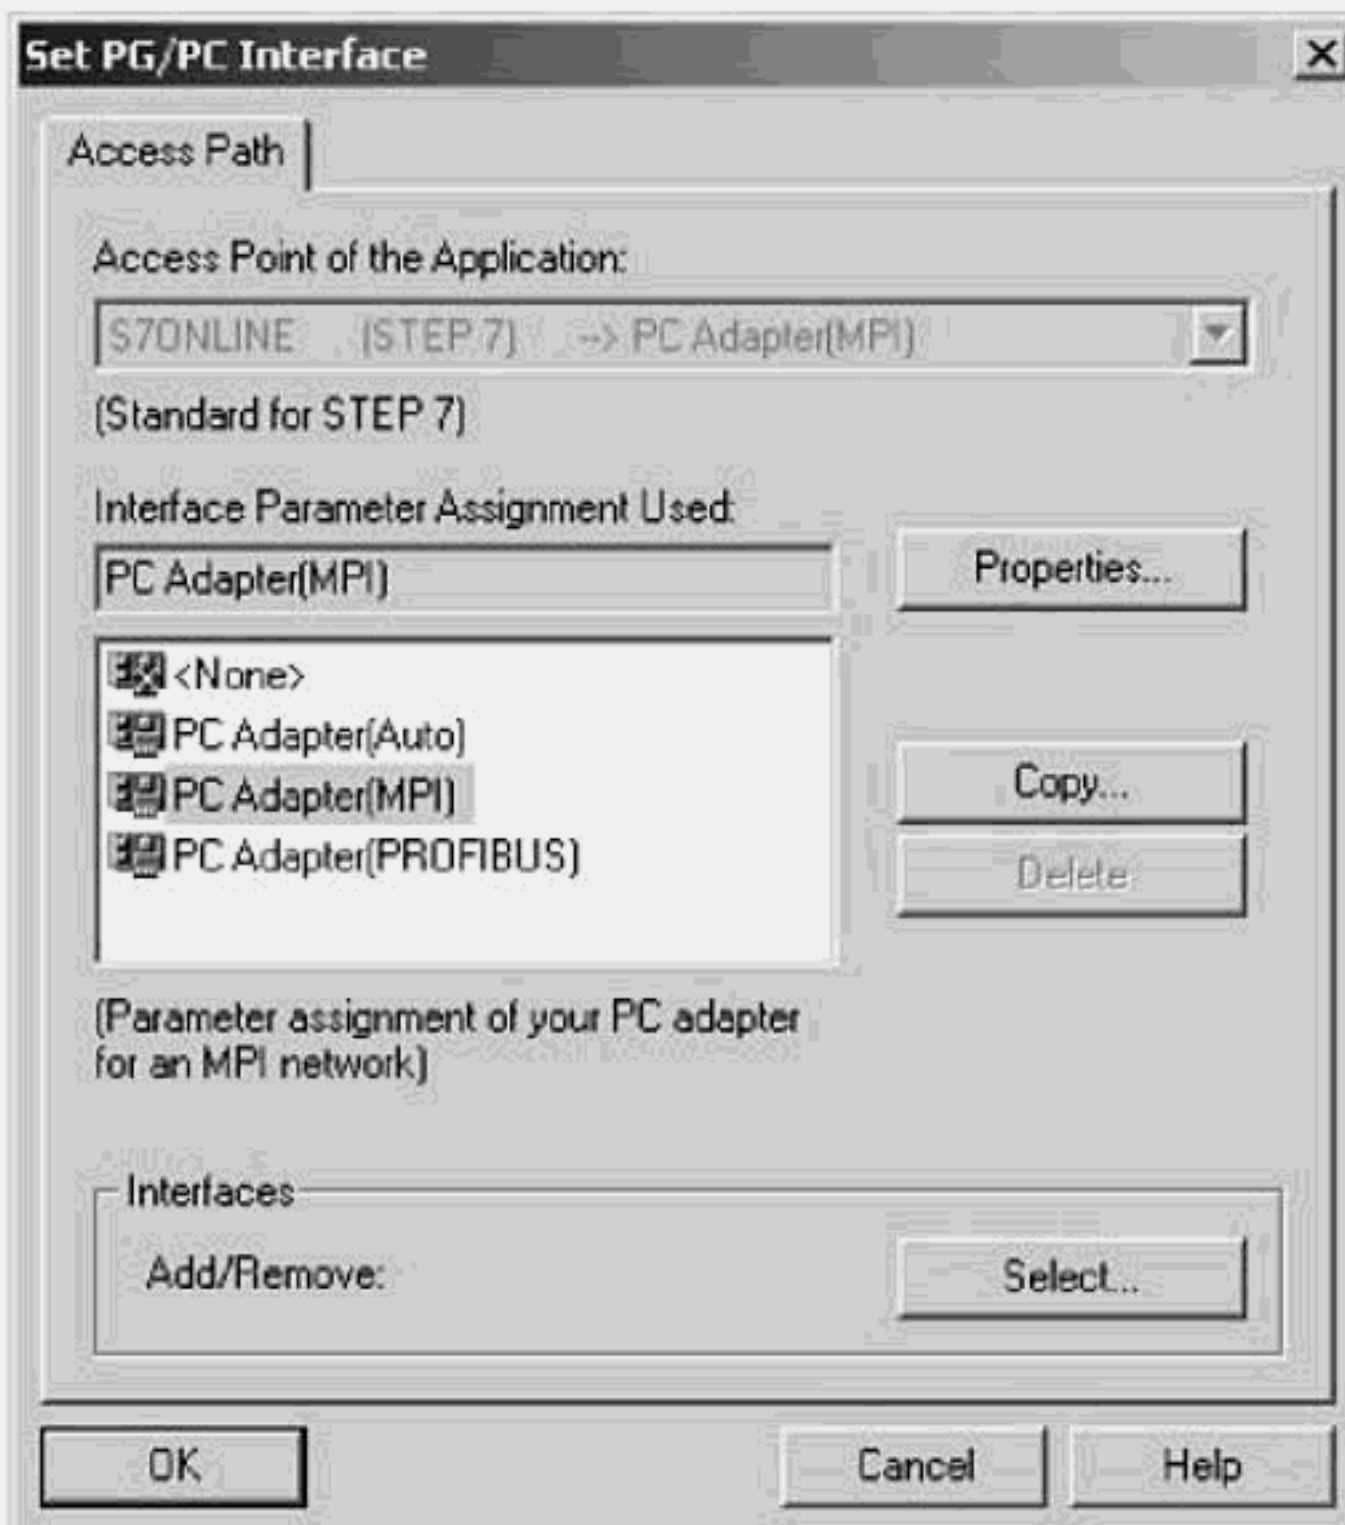 Set PG/PC Interface
Access Path
Access Point of the Application:
S7ONLINE (STEP 7) --> PC Adapter(MPI)
(Standard for STEP 7)
Interface Parameter Assignment Used:
PC Adapter(MPI)
Properties...
<None>
PC Adapter(Auto)
PC Adapter(MPI)
PC Adapter(PROFIBUS)
Copy...
Delete
(Parameter assignment of your PC adapter
for an MPI network)
Interfaces
Add/Remove:
Select...
OK
Cancel
Help